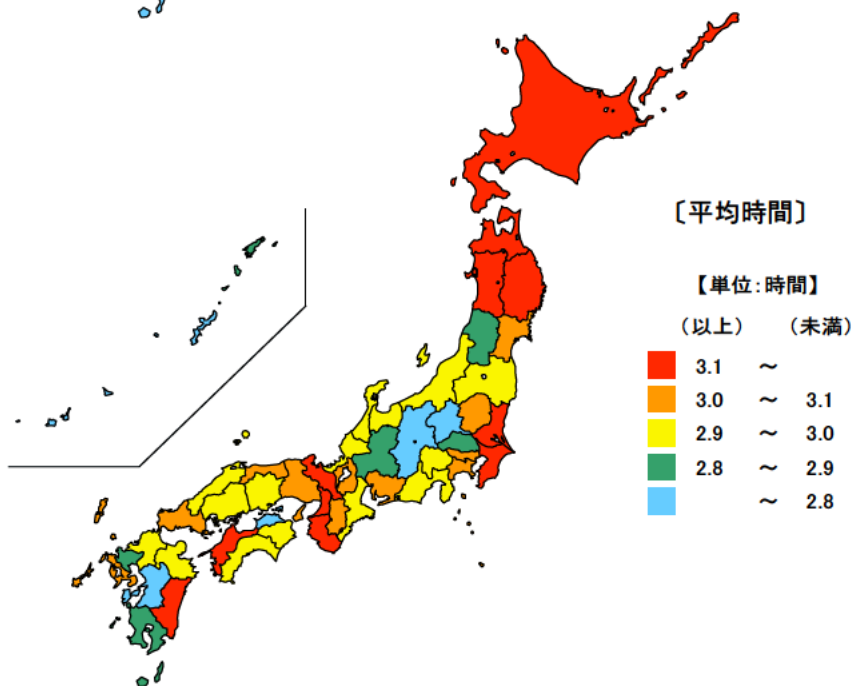 〔平均時間〕
【単位:時間】
（以上） （未満）
3.1 ～
3.0 ～ 3.1
2.9 ～ 3.0
2.8 ～ 2.9
～ 2.8